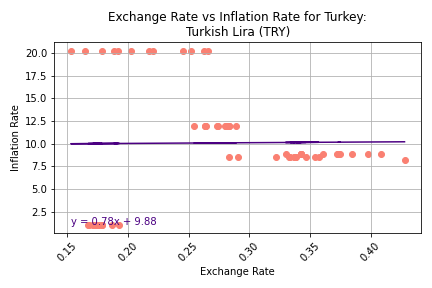 Exchange Rate vs Inflation Rate for Turkey:
Turkish Lira (TRY)
20.0
17.5
15.0
12.5
10.0
7.5
5.0
2.5
Inflation Rate
y = 0.78x + 9.88
0.15
0.20
0.25
0.30
0.35
0.40
Exchange Rate